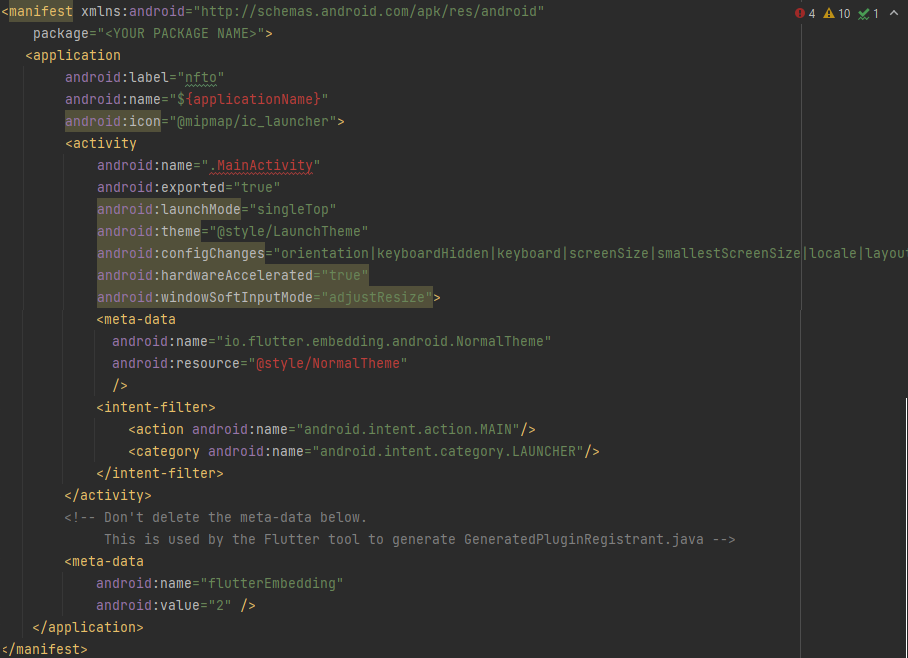 <manifest xmlns:android="http://schemas.android.com/apk/res/android" 4 10 1
package="<YOUR PACKAGE NAME>">
<application
android:label="nfto"
android:name="${applicationName}"
android:icon="@mipmap/ic_launcher">
<activity
android:name=".MainActivity"
android:exported="true"
android:launchMode="singleTop"
android:theme="@style/LaunchTheme"
android:configChanges="orientation|keyboardHidden|keyboard|screenSize|smallestScreenSize|locale|layou
android:hardwareAccelerated="true"
android:windowSoftInputMode="adjustResize">
<meta-data
android:name="io.flutter.embedding.android.NormalTheme"
android:resource="@style/NormalTheme"
/>
<intent-filter>
<action android:name="android.intent.action.MAIN"/>
<category android:name="android.intent.category.LAUNCHER"/>
</intent-filter>
</activity>
<!-- Don't delete the meta-data below.
This is used by the Flutter tool to generate GeneratedPluginRegistrant.java -->
<meta-data
android:name="flutterEmbedding"
android:value="2" />
</application>
</manifest>